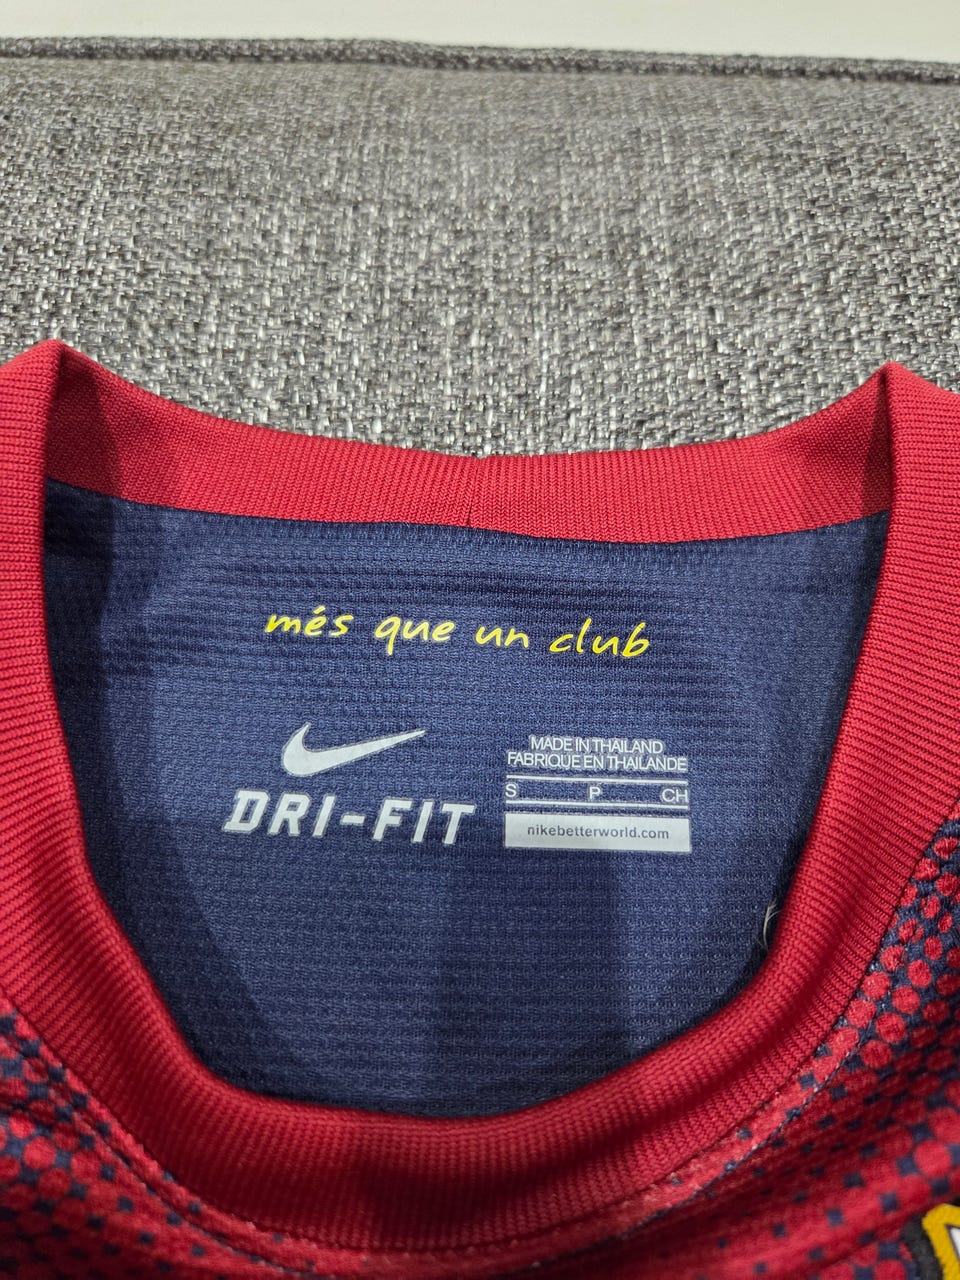 més que un club
DRI-FIT
MADE IN THAILAND
FABRIQUE EN THAILANDE
S P CH
nikebetterworld.com